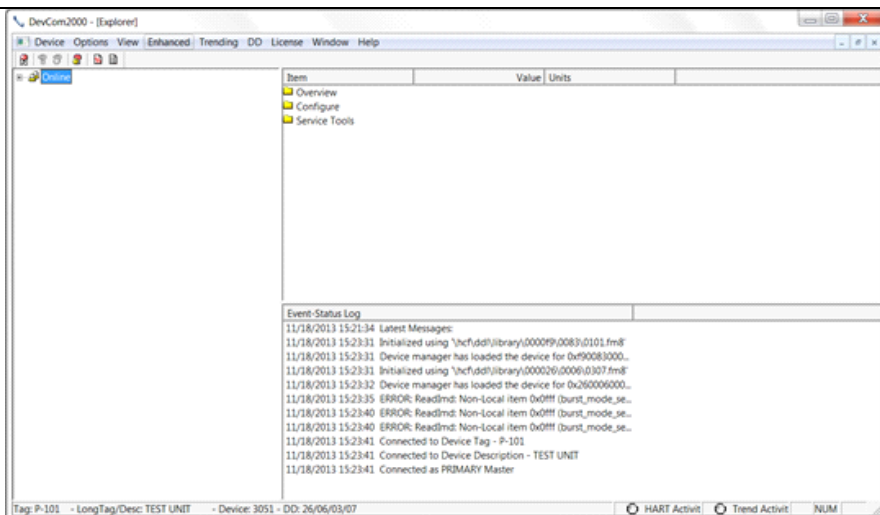 DevCom2000 - [Explorer]
Device Options View Enhanced Trending DD License Window Help
Online
Item Value Units
Overview
Configure
Service Tools
Event-Status Log
11/18/2013 15:21:34 Latest Messages:
11/18/2013 15:23:31 Initialized using '\hcf\ddl\library\0000f9\0083\0101.fm8'
11/18/2013 15:23:31 Device manager has loaded the device for 0xf90083000...
11/18/2013 15:23:31 Initialized using '\hcf\ddl\library\000026\0006\0307.fm8'
11/18/2013 15:23:32 Device manager has loaded the device for 0x260006000...
11/18/2013 15:23:35 ERROR: ReadImd: Non-Local item 0x0fff (burst_mode_se...
11/18/2013 15:23:40 ERROR: ReadImd: Non-Local item 0x0fff (burst_mode_se...
11/18/2013 15:23:40 ERROR: ReadImd: Non-Local item 0x0fff (burst_mode_se...
11/18/2013 15:23:41 Connected to Device Tag - P-101
11/18/2013 15:23:41 Connected to Device Description - TEST UNIT
11/18/2013 15:23:41 Connected as PRIMARY Master
Tag: P-101 - LongTag/Desc: TEST UNIT - Device: 3051 - DD: 26/06/03/07 HART Activit Trend Activit NUM